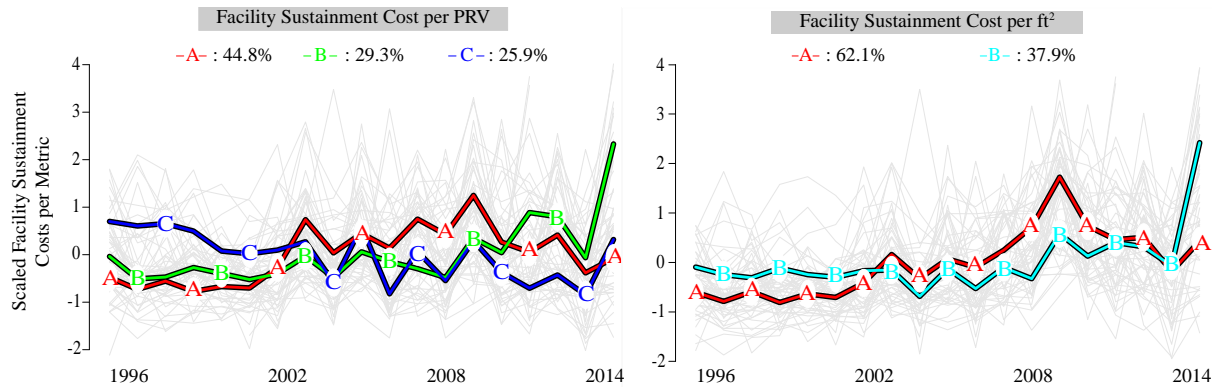 Facility Sustainment Cost per PRV
Facility Sustainment Cost per ft²
–A– : 44.8% –B– : 29.3% –C– : 25.9%
–A– : 62.1% –B– : 37.9%
Scaled Facility Sustainment
Costs per Metric
4
3
2
1
0
-1
-2
4
3
2
1
0
-1
-2
A A A A A A A
B B B B B B
C C C C C C
A A A A A A A A A
B B B B B B B B B
1996 2002 2008 2014
1996 2002 2008 2014